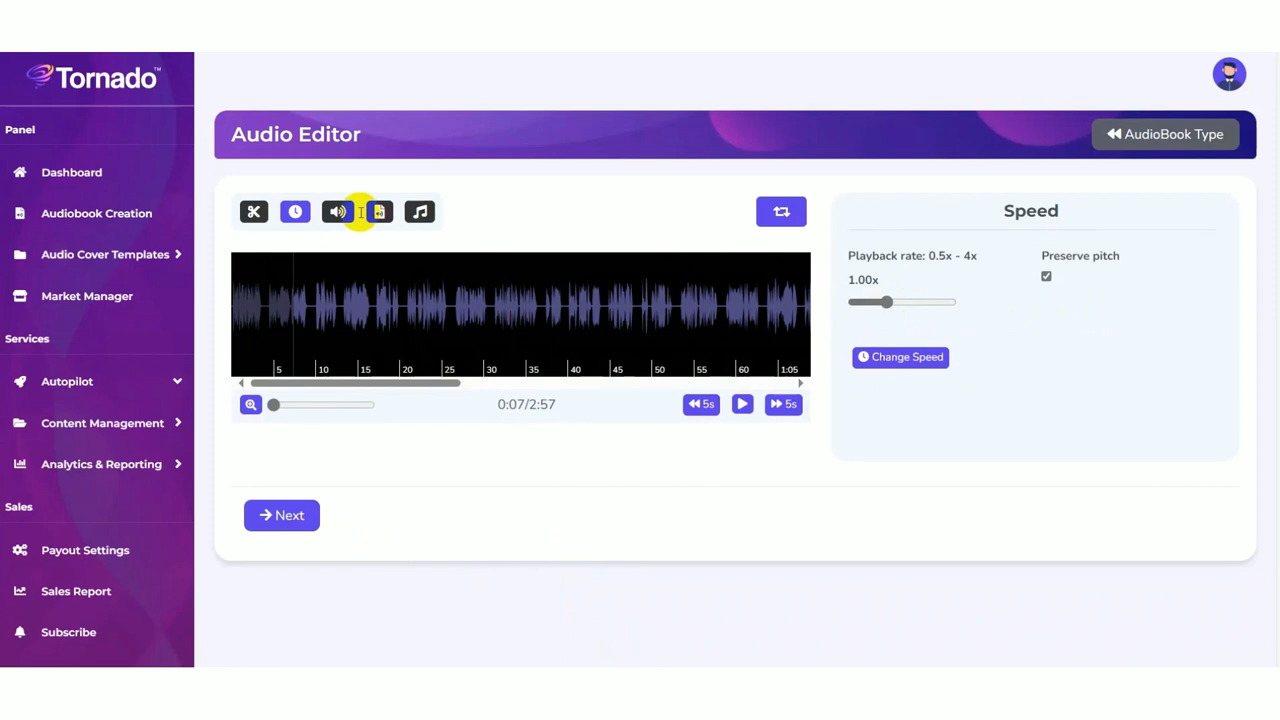 Tornado™
Panel
Dashboard
Audiobook Creation
Audio Cover Templates
Market Manager
Services
Autopilot
Content Management
Analytics & Reporting
Sales
Payout Settings
Sales Report
Subscribe
Audio Editor
AudioBook Type
5 10 15 20 25 30 35 40 45 50 55 60 1:05
0:07/2:57
5s
5s
Next
Speed
Playback rate: 0.5x - 4x
1.00x
Preserve pitch
Change Speed